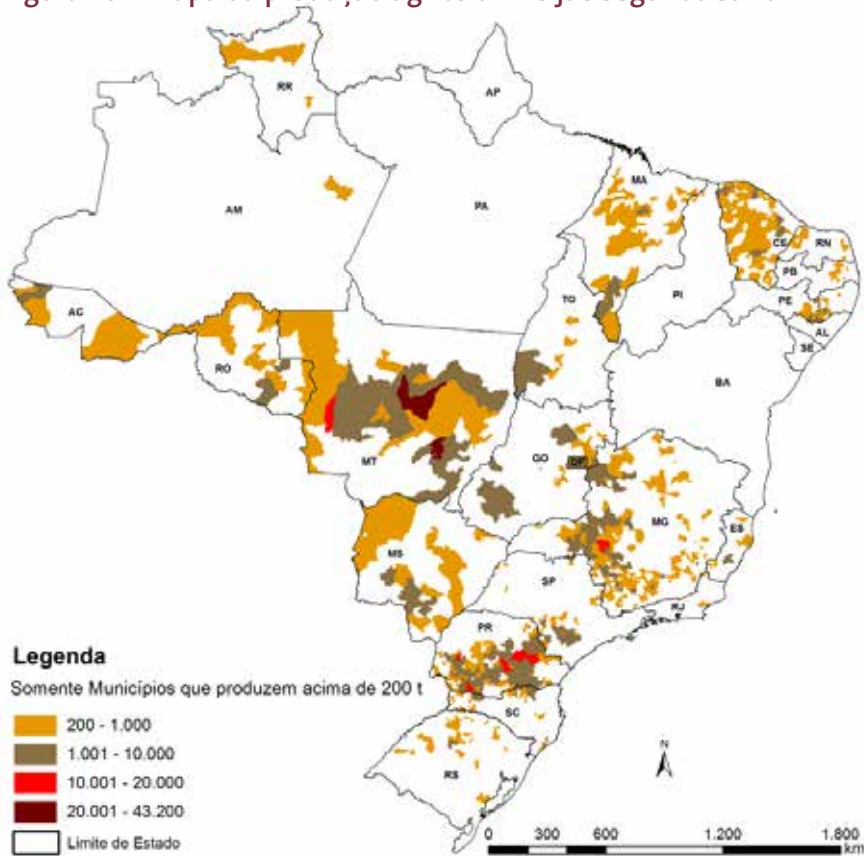 RR
AP
AM
PA
MA
CE
RN
PB
PI
PE
AL
SE
AC
TO
RO
BA
MT
GO
DF
MG
ES
MS
SP
RJ
PR
SC
RS
Legenda
Somente Municípios que produzem acima de 200 t
200 - 1.000
1.001 - 10.000
10.001 - 20.000
20.001 - 43.200
Limite de Estado
N
0 300 600 1.200 1.800
km